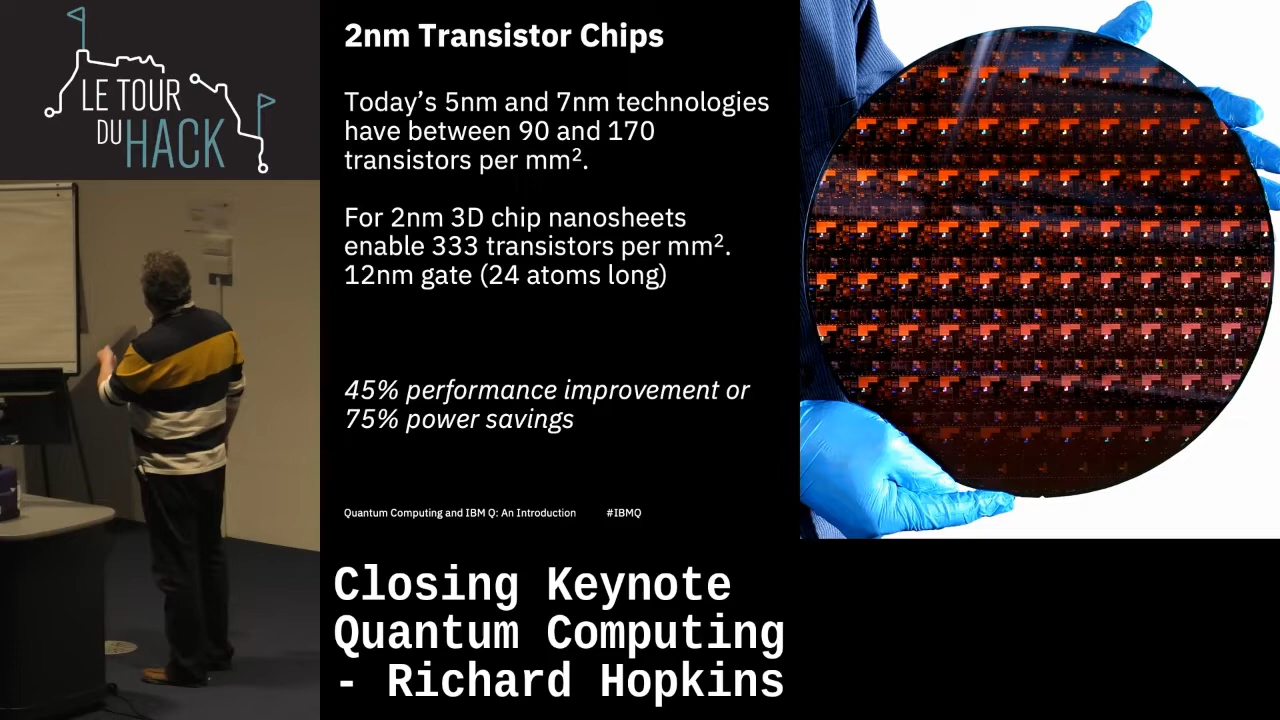 LE TOUR
DU HACK
2nm Transistor Chips
Today’s 5nm and 7nm technologies
have between 90 and 170
transistors per mm².
For 2nm 3D chip nanosheets
enable 333 transistors per mm².
12nm gate (24 atoms long)
45% performance improvement or
75% power savings
Quantum Computing and IBM Q: An Introduction #IBMQ
Closing Keynote
Quantum Computing
- Richard Hopkins